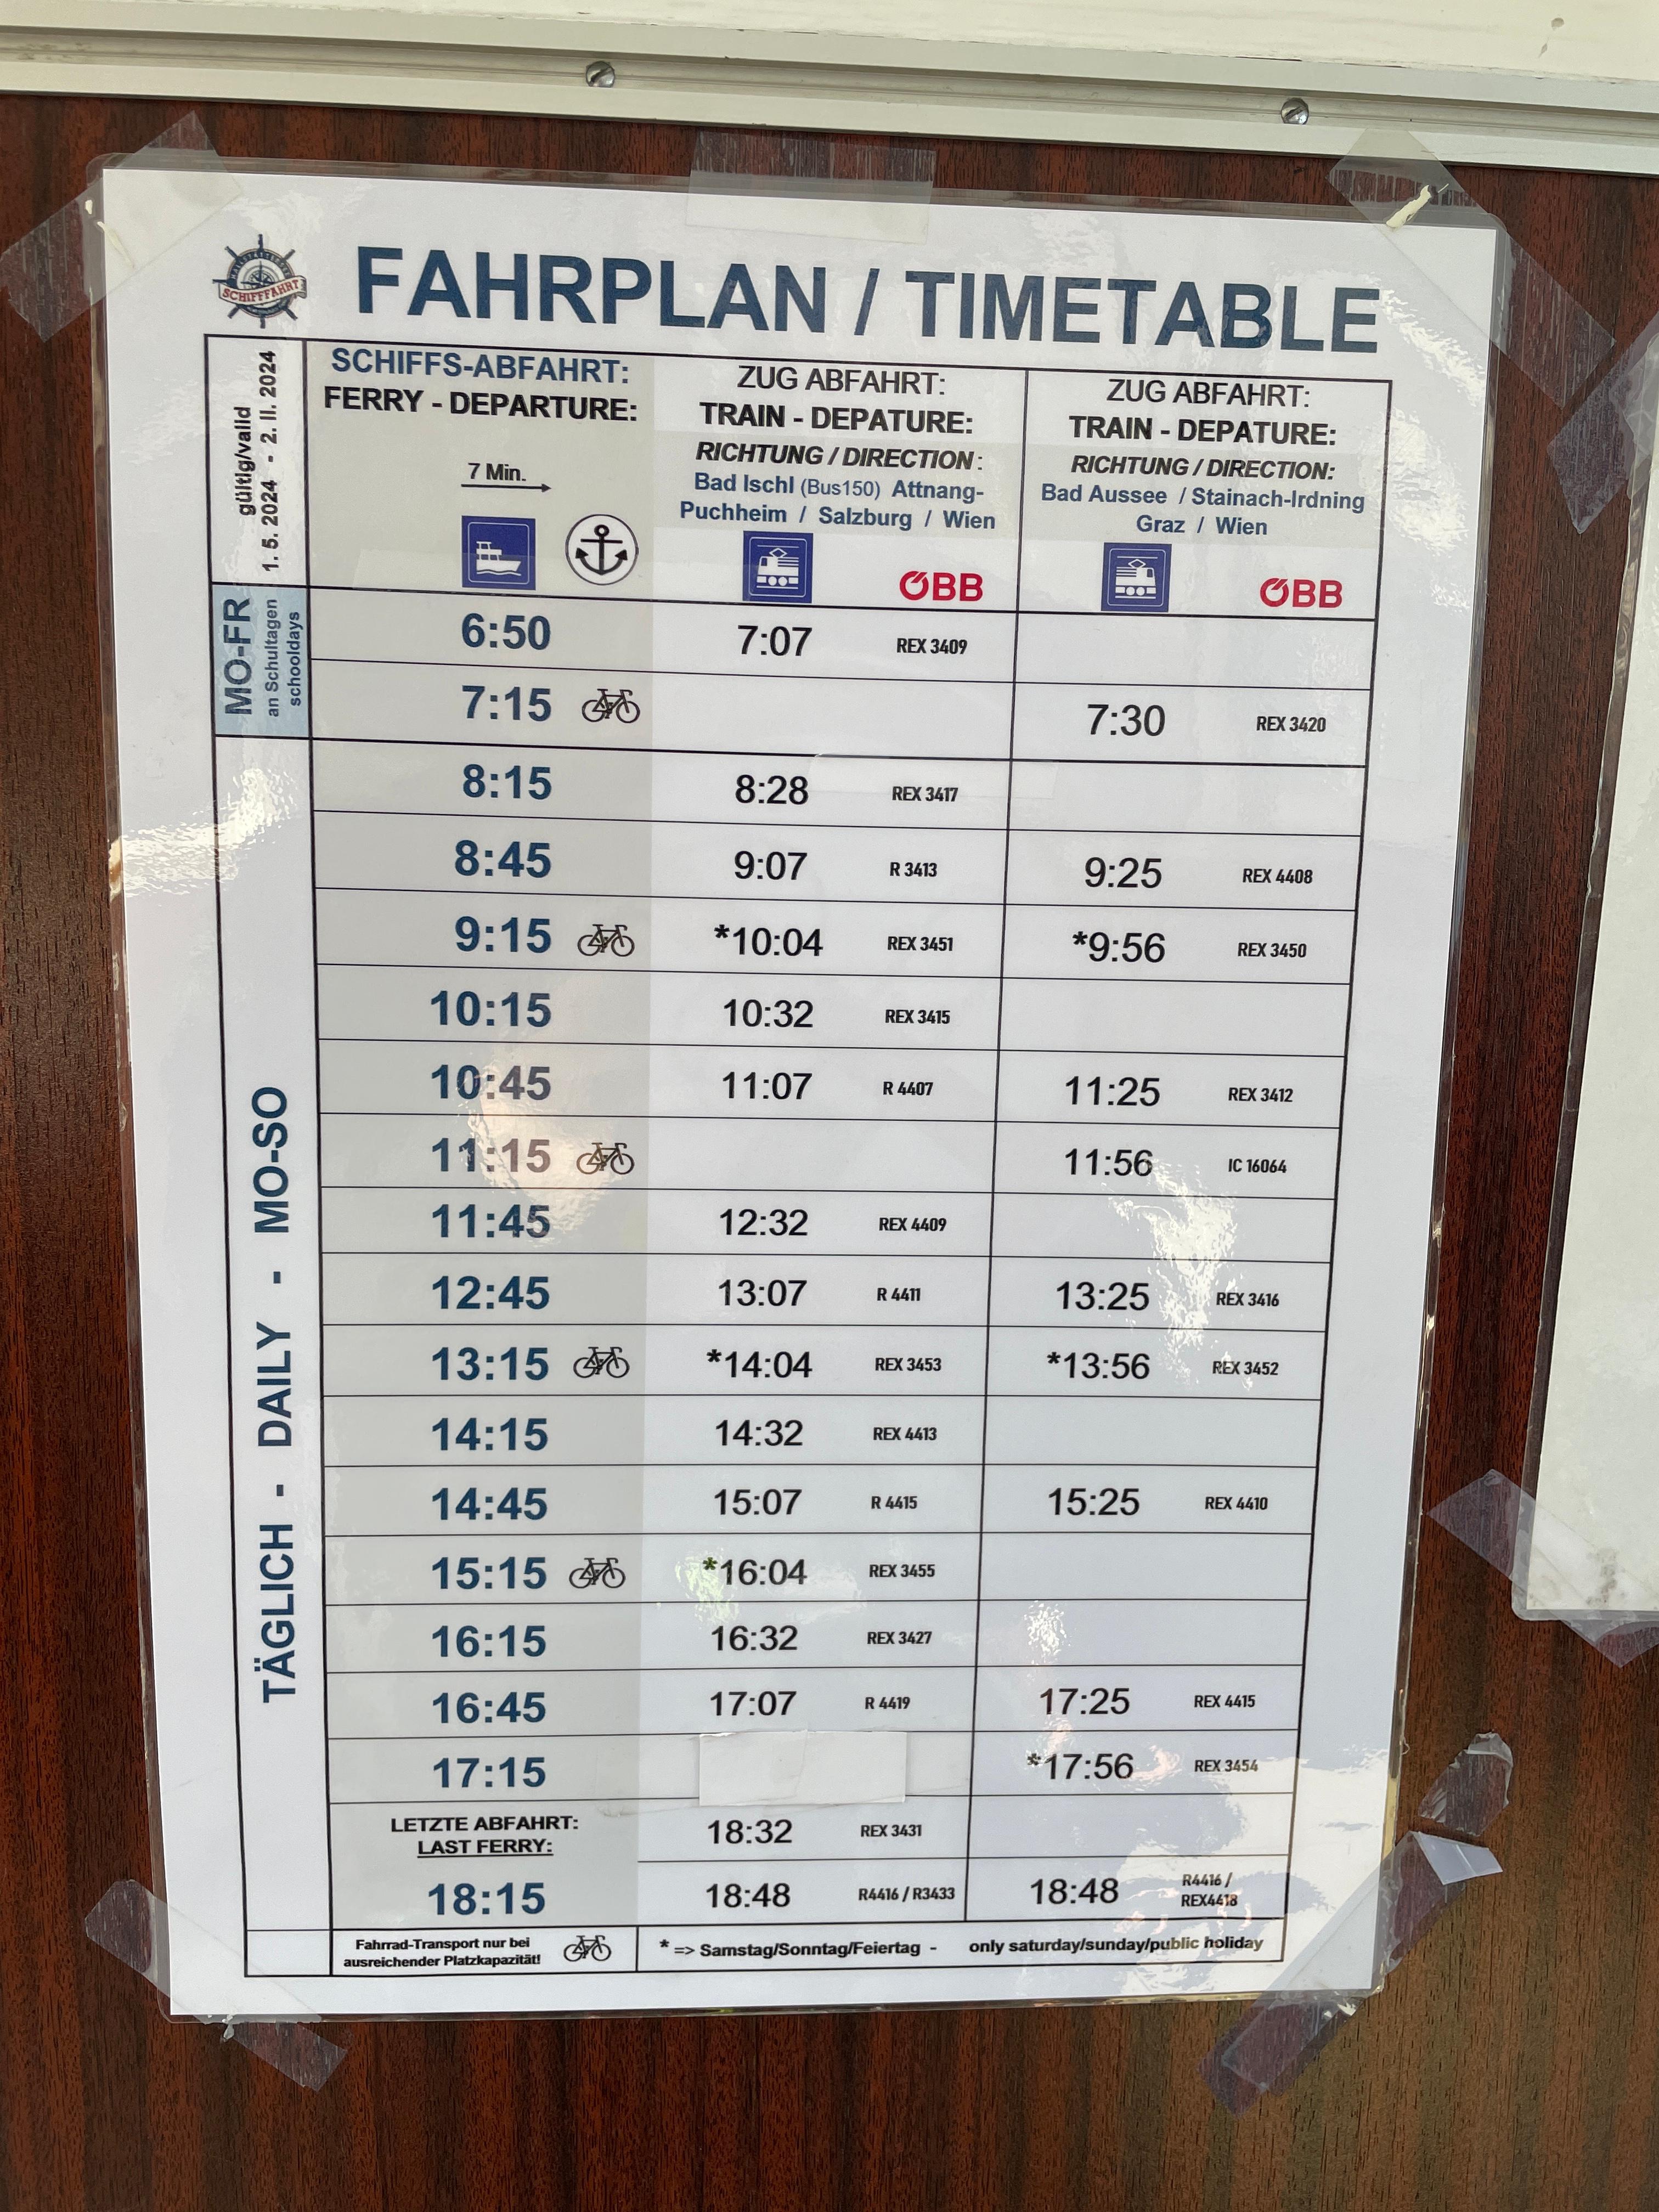 SCHIFFFAHRT
FAHRPLAN / TIMETABLE
gültig/valid
1. 5. 2024 - 2. II. 2024
SCHIFFS-ABFAHRT:
FERRY - DEPARTURE:
7 Min.
ZUG ABFAHRT:
TRAIN - DEPATURE:
RICHTUNG / DIRECTION:
Bad Ischl (Bus150) Attnang-
Puchheim / Salzburg / Wien
ÖBB
ZUG ABFAHRT:
TRAIN - DEPATURE:
RICHTUNG / DIRECTION:
Bad Aussee / Stainach-Irdning
Graz / Wien
ÖBB
MO-FR
an Schultagen
schooldays
6:50 7:07 REX 3409
7:15 7:30 REX 3420
TÄGLICH - DAILY - MO-SO
8:15 8:28 REX 3417
8:45 9:07 R 3413 9:25 REX 4408
9:15 *10:04 REX 3451 *9:56 REX 3450
10:15 10:32 REX 3415
10:45 11:07 R 4407 11:25 REX 3412
11:15 11:56 IC 16064
11:45 12:32 REX 4409
12:45 13:07 R 4411 13:25 REX 3416
13:15 *14:04 REX 3453 *13:56 REX 3452
14:15 14:32 REX 4413
14:45 15:07 R 4415 15:25 REX 4410
15:15 *16:04 REX 3455
16:15 16:32 REX 3427
16:45 17:07 R 4419 17:25 REX 4415
17:15 *17:56 REX 3454
LETZTE ABFAHRT:
LAST FERRY:
18:32 REX 3431
18:15 18:48 R4416 / R3433 18:48 R4416 /
REX4418
Fahrrad-Transport nur bei
ausreichender Platzkapazität!
* => Samstag/Sonntag/Feiertag - only saturday/sunday/public holiday